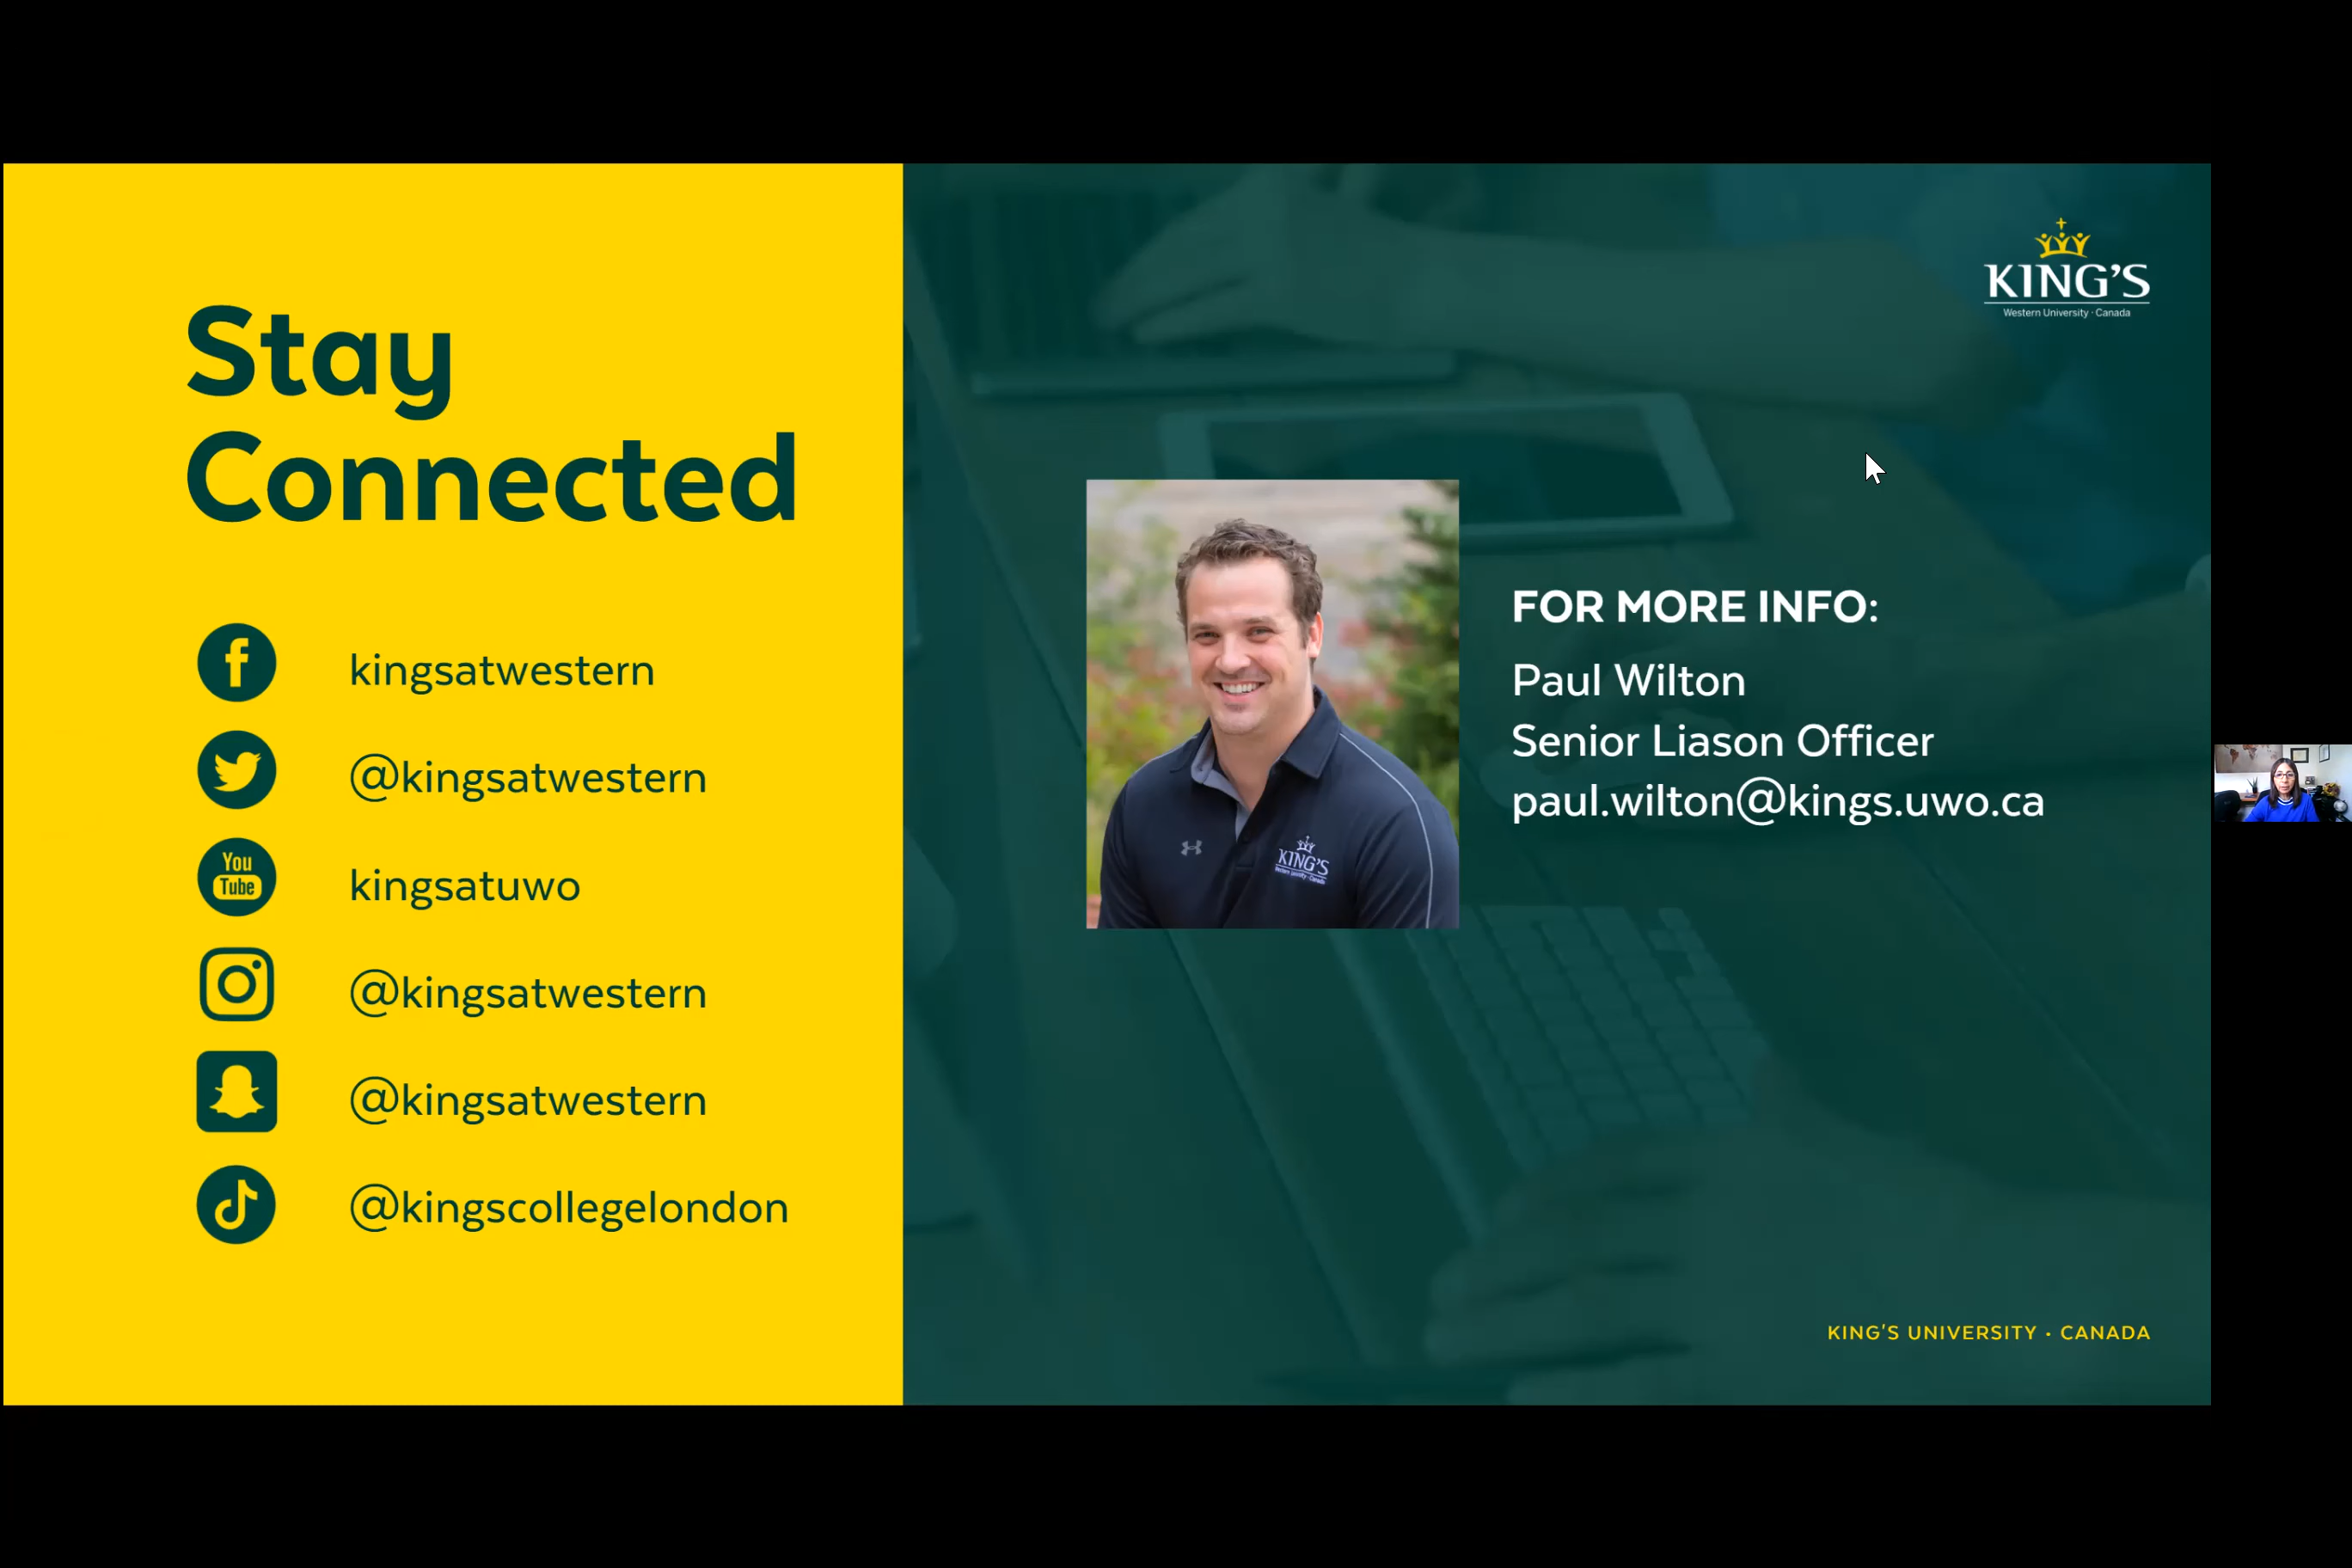 Stay
Connected
f kingsatwestern
@kingsatwestern
You
Tube
kingsatuwo
@kingsatwestern
@kingsatwestern
@kingscollegelondon
KING'S
Western University · Canada
FOR MORE INFO:
Paul Wilton
Senior Liason Officer
paul.wilton@kings.uwo.ca
KING'S
KING'S UNIVERSITY · CANADA